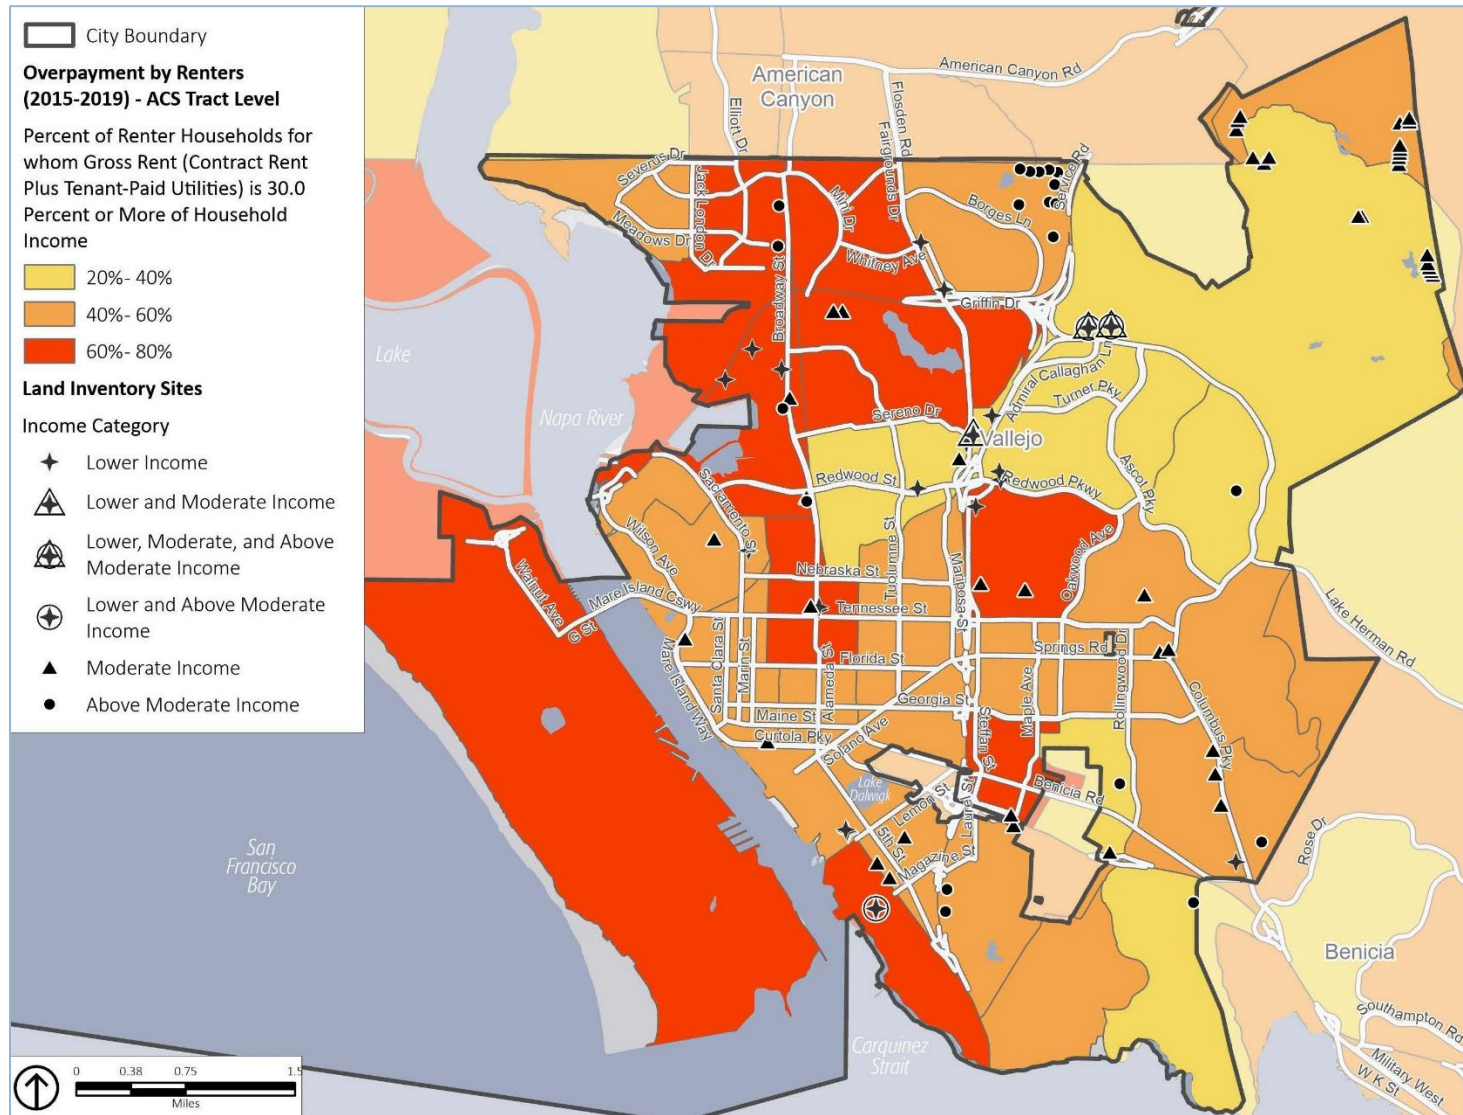 City Boundary
Overpayment by Renters
(2015-2019) - ACS Tract Level
Percent of Renter Households for
whom Gross Rent (Contract Rent
Plus Tenant-Paid Utilities) is 30.0
Percent or More of Household
Income
20%- 40%
40%- 60%
60%- 80%
Land Inventory Sites
Income Category
Lower Income
Lower and Moderate Income
Lower, Moderate, and Above
Moderate Income
Lower and Above Moderate
Income
Moderate Income
Above Moderate Income
0 0.38 0.75 1.5
Miles
American
Canyon
American Canyon Rd
Elliott Dr
Flosden Rd
Fairgrounds Dr
Service Rd
Severus Dr
Jack London Dr
Mini Dr
Borges Ln
Meadows Dr
Whitney Ave
Broadway St
Griffin Dr
Lake
Napa River
Admiral Callaghan Ln
Turner Pky
Sereno Dr
Vallejo
Ascot Pky
Redwood St
Redwood Pkwy
Sacramento St
Wilson Ave
Oakwood Ave
Tuolumne St
Mariposa St
Nebraska St
Walnut Ave
G St
Mare Island Cswy
Tennessee St
Lake Herman Rd
Mare Island Way
Santa Clara St
Marin St
Florida St
Alameda St
Springs Rd
Rollingwood Dr
Georgia St
Maple Ave
Columbus Pky
Maine St
Curtola Pky
Solano Ave
Steffan St
Lake
Dalwigk
Lemon St
Laurel St
Benicia Rd
5th St
Magazine St
Rose Dr
San
Francisco
Bay
Benicia
Carquinez
Strait
Southampton Rd
Military West
W K St